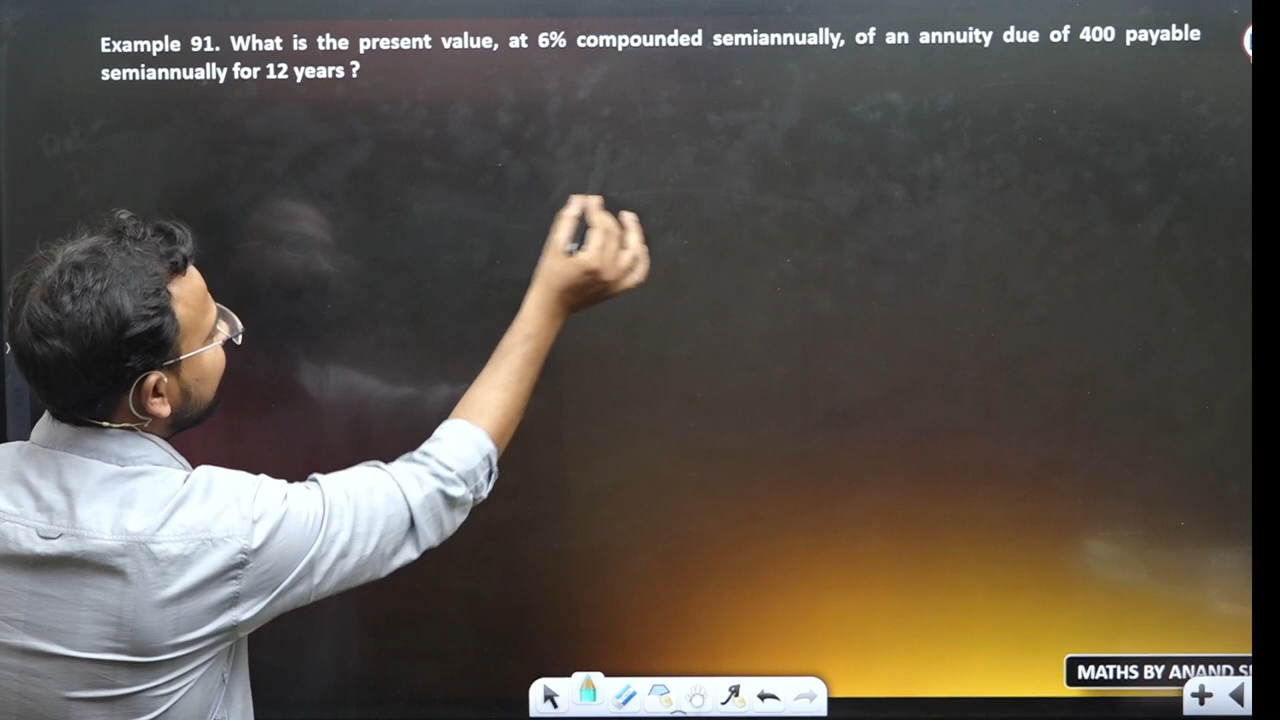 Example 91. What is the present value, at 6% compounded semiannually, of an annuity due of 400 payable
semiannually for 12 years ?
MATHS BY ANAND